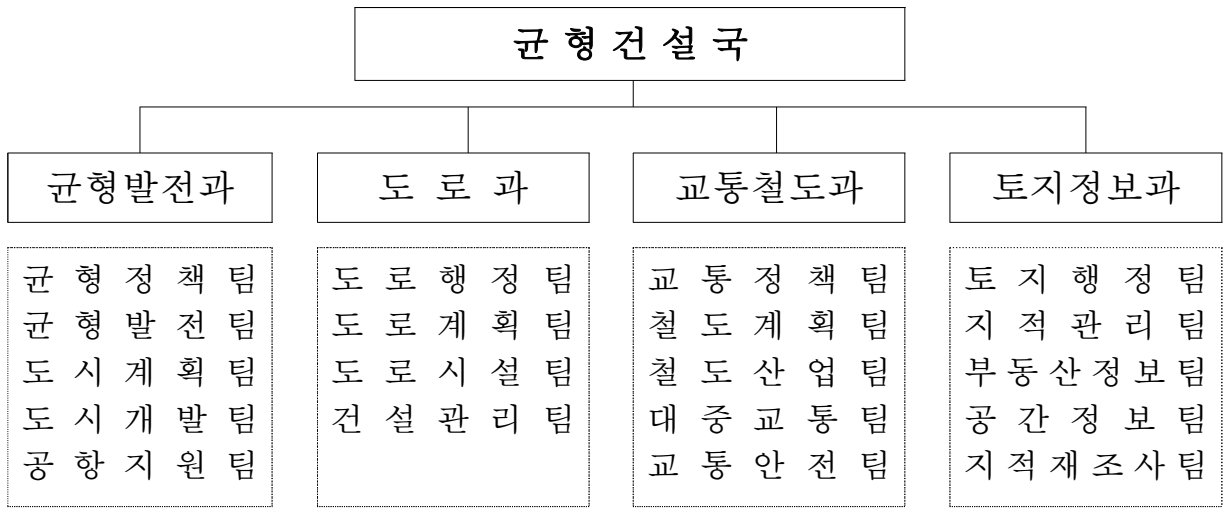 균 형 건 설 국
균형발전과
도 로 과
교통철도과
토지정보과
균 형 정 책 팀
균 형 발 전 팀
도 시 계 획 팀
도 시 개 발 팀
공 항 지 원 팀
도 로 행 정 팀
도 로 계 획 팀
도 로 시 설 팀
건 설 관 리 팀
교 통 정 책 팀
철 도 계 획 팀
철 도 산 업 팀
대 중 교 통 팀
교 통 안 전 팀
토 지 행 정 팀
지 적 관 리 팀
부 동 산 정 보 팀
공 간 정 보 팀
지 적 재 조 사 팀